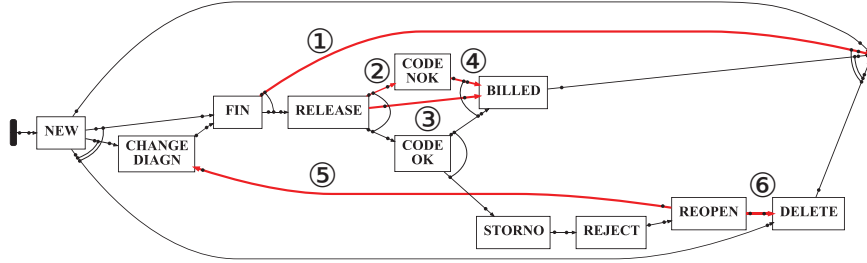 ①
②
CODE
NOK
④
BILLED
FIN
RELEASE
③
NEW
CHANGE
DIAGN
CODE
OK
⑤
⑥
REOPEN
DELETE
STORNO
REJECT